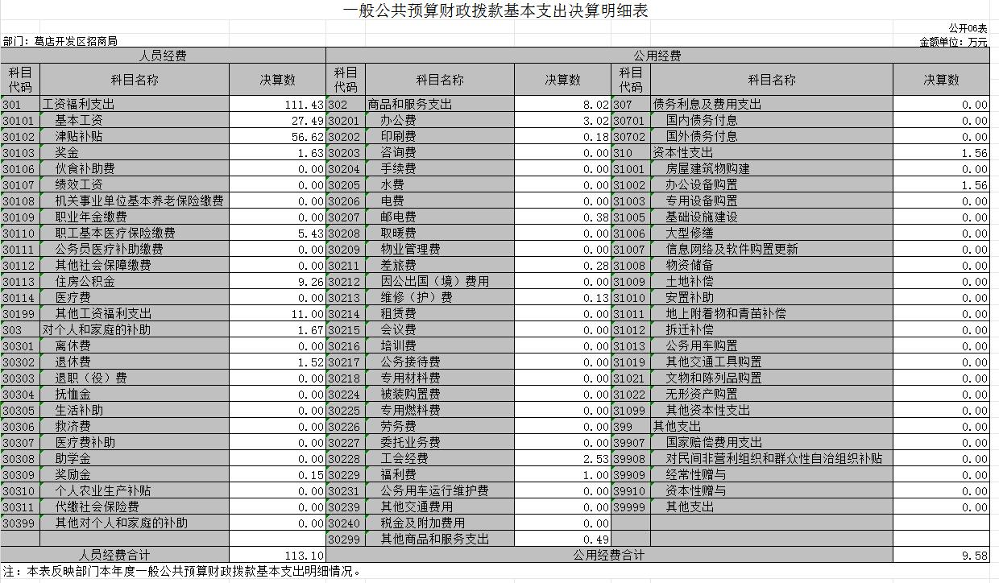 一般公共预算财政拨款基本支出决算明细表
公开06表
部门：葛店开发区招商局 金额单位：万元
人员经费 公用经费
科目代码 科目名称 决算数 科目代码 科目名称 决算数 科目代码 科目名称 决算数
301 工资福利支出 111.43 302 商品和服务支出 8.02 307 债务利息及费用支出 0.00
30101 基本工资 27.49 30201 办公费 3.02 30701 国内债务付息 0.00
30102 津贴补贴 56.62 30202 印刷费 0.18 30702 国外债务付息 0.00
30103 奖金 1.63 30203 咨询费 0.00 310 资本性支出 1.56
30106 伙食补助费 0.00 30204 手续费 0.00 31001 房屋建筑物购建 0.00
30107 绩效工资 0.00 30205 水费 0.00 31002 办公设备购置 1.56
30108 机关事业单位基本养老保险缴费 0.00 30206 电费 0.00 31003 专用设备购置 0.00
30109 职业年金缴费 0.00 30207 邮电费 0.38 31005 基础设施建设 0.00
30110 职工基本医疗保险缴费 5.43 30208 取暖费 0.00 31006 大型修缮 0.00
30111 公务员医疗补助缴费 0.00 30209 物业管理费 0.00 31007 信息网络及软件购置更新 0.00
30112 其他社会保障缴费 0.00 30211 差旅费 0.28 31008 物资储备 0.00
30113 住房公积金 9.26 30212 因公出国（境）费用 0.00 31009 土地补偿 0.00
30114 医疗费 0.00 30213 维修（护）费 0.13 31010 安置补助 0.00
30199 其他工资福利支出 11.00 30214 租赁费 0.00 31011 地上附着物和青苗补偿 0.00
303 对个人和家庭的补助 1.67 30215 会议费 0.00 31012 拆迁补偿 0.00
30301 离休费 0.00 30216 培训费 0.00 31013 公务用车购置 0.00
30302 退休费 1.52 30217 公务接待费 0.00 31019 其他交通工具购置 0.00
30303 退职（役）费 0.00 30218 专用材料费 0.00 31021 文物和陈列品购置 0.00
30304 抚恤金 0.00 30224 被装购置费 0.00 31022 无形资产购置 0.00
30305 生活补助 0.00 30225 专用燃料费 0.00 31099 其他资本性支出 0.00
30306 救济费 0.00 30226 劳务费 0.00 399 其他支出 0.00
30307 医疗费补助 0.00 30227 委托业务费 0.00 39907 国家赔偿费用支出 0.00
30308 助学金 0.00 30228 工会经费 2.53 39908 对民间非营利组织和群众性自治组织补贴 0.00
30309 奖励金 0.15 30229 福利费 1.00 39909 经常性赠与 0.00
30310 个人农业生产补贴 0.00 30231 公务用车运行维护费 0.00 39910 资本性赠与 0.00
30311 代缴社会保险费 0.00 30239 其他交通费用 0.00 39999 其他支出 0.00
30399 其他对个人和家庭的补助 0.00 30240 税金及附加费用 0.00
30299 其他商品和服务支出 0.49
人员经费合计 113.10 公用经费合计 9.58
注：本表反映部门本年度一般公共预算财政拨款基本支出明细情况。